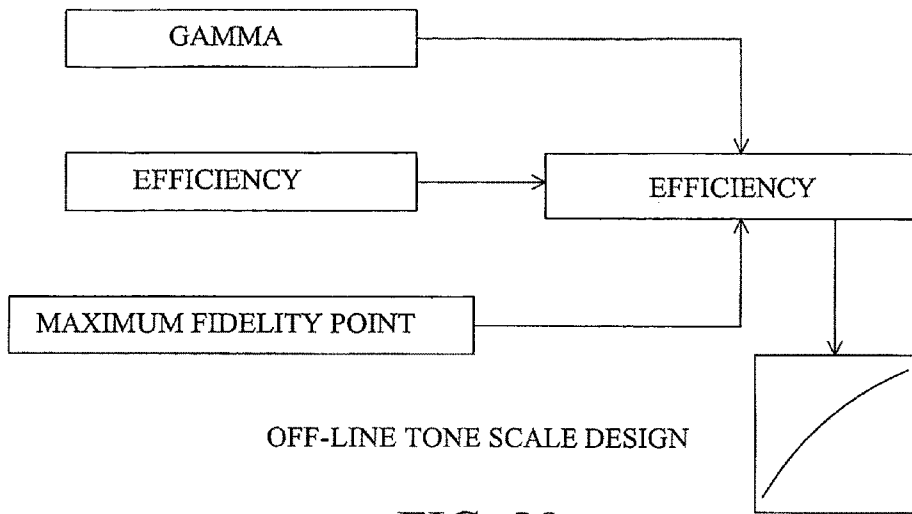 GAMMA
EFFICIENCY
EFFICIENCY
MAXIMUM FIDELITY POINT
OFF-LINE TONE SCALE DESIGN